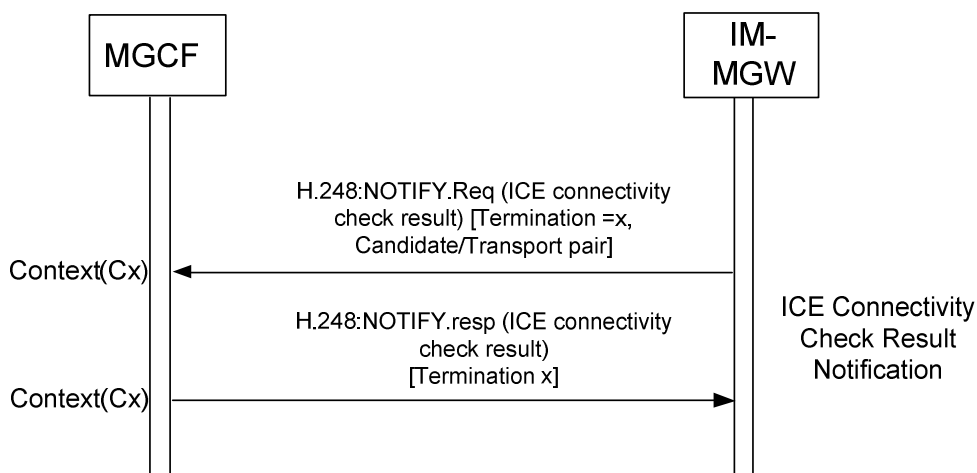 MGCF
IM-
MGW
H.248:NOTIFY.Req (ICE connectivity
check result) [Termination =x,
Candidate/Transport pair]
Context(Cx)
H.248:NOTIFY.resp (ICE connectivity
check result)
[Termination x]
Context(Cx)
ICE Connectivity
Check Result
Notification